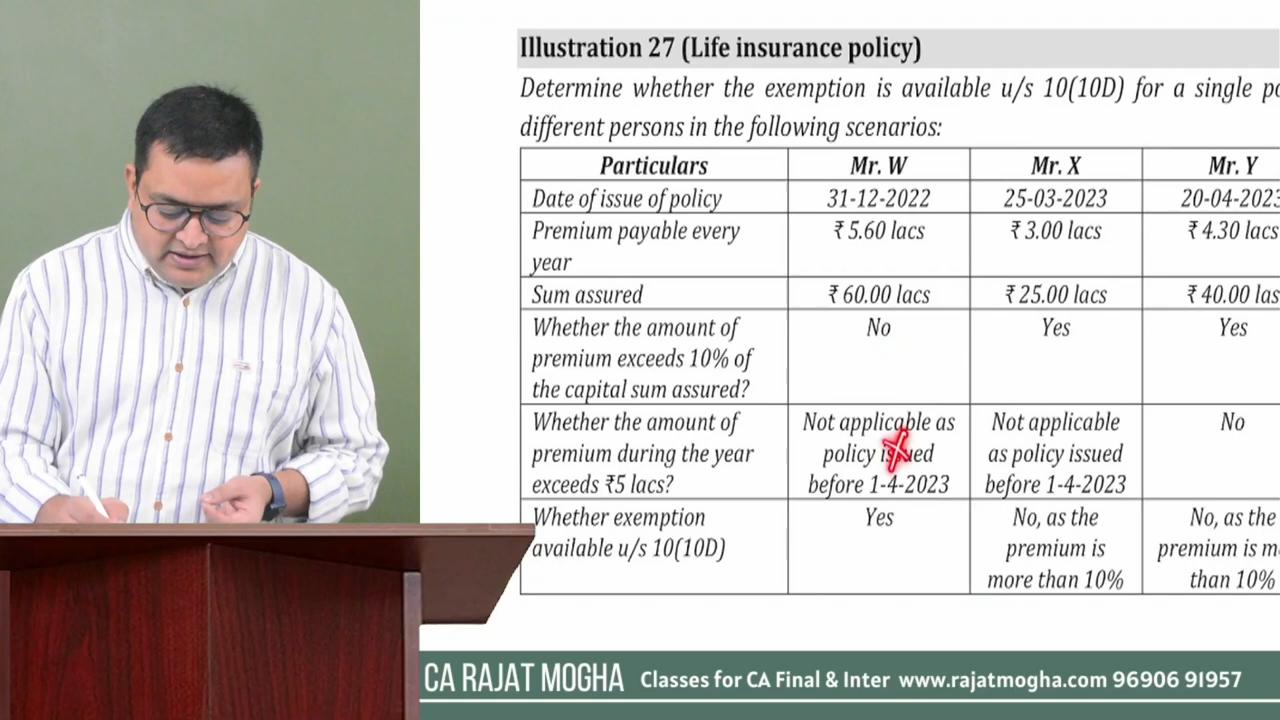 Illustration 27 (Life insurance policy)
Determine whether the exemption is available u/s 10(10D) for a single
different persons in the following scenarios:
Particulars Mr. W Mr. X Mr. Y
Date of issue of policy 31-12-2022 25-03-2023 20-04-2023
Premium payable every ₹ 5.60 lacs ₹ 3.00 lacs ₹ 4.30 lacs
year
Sum assured ₹ 60.00 lacs ₹ 25.00 lacs ₹ 40.00
Whether the amount of No Yes Yes
premium exceeds 10% of
the capital sum assured?
Whether the amount of Not applicable as Not applicable No
premium during the year policy issued as policy issued
exceeds ₹5 lacs? before 1-4-2023 before 1-4-2023
Whether exemption Yes No, as the No, as the
available u/s 10(10D) premium is premium is
more than 10% than 10%
CA RAJAT MOGHA Classes for CA Final & Inter www.rajatmogha.com 96906 91957